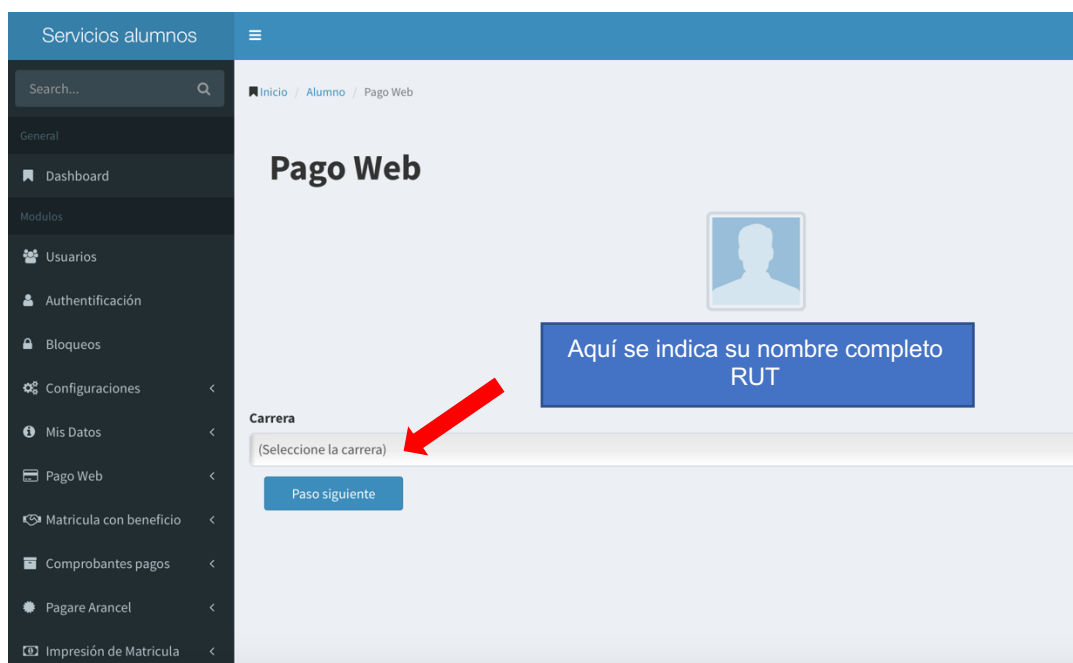 Servicios alumnos
Search...
General
Dashboard
Modulos
Usuarios
Authentificación
Bloqueos
Configuraciones
Mis Datos
Pago Web
Matricula con beneficio
Comprobantes pagos
Pagare Arancel
Impresión de Matricula
Inicio / Alumno / Pago Web
Pago Web
Aquí se indica su nombre completo
RUT
Carrera
(Seleccione la carrera)
Paso siguiente